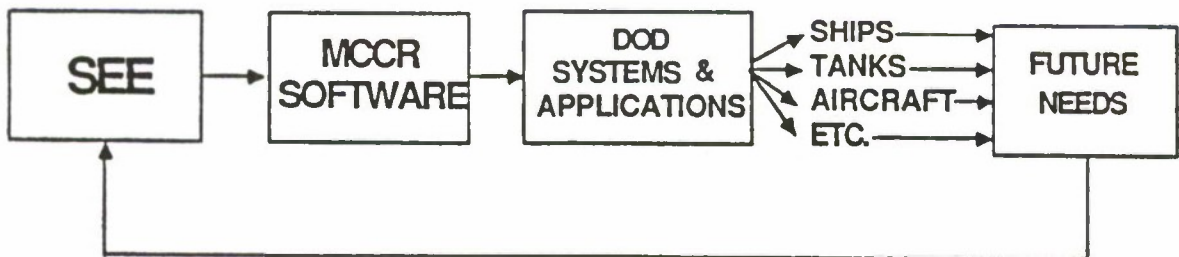 SEE
MCCR
SOFTWARE
DOD
SYSTEMS &
APPLICATIONS
SHIPS
TANKS
AIRCRAFT
ETC.
FUTURE
NEEDS